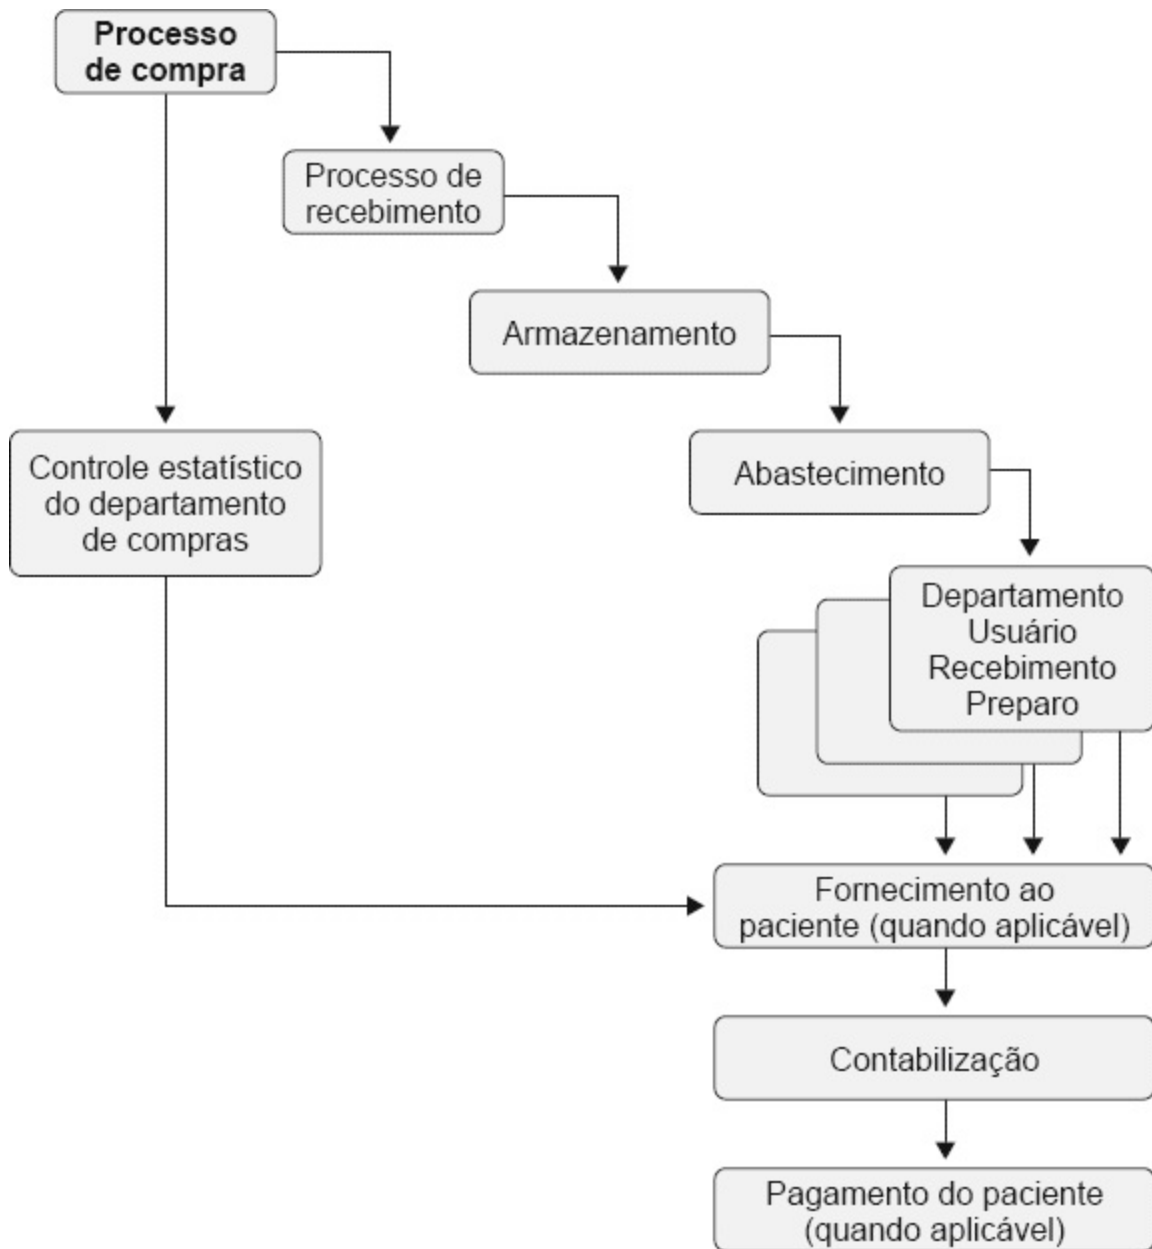 Processo
de compra
Processo de
recebimento
Armazenamento
Controle estatístico
do departamento
de compras
Abastecimento
Departamento
Usuário
Recebimento
Preparo
Fornecimento ao
paciente (quando aplicável)
Contabilização
Pagamento do paciente
(quando aplicável)